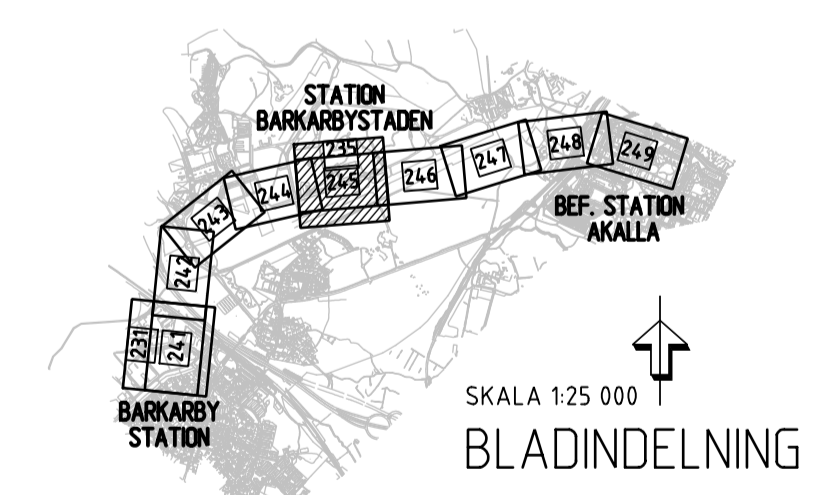 STATION
BARKARBYSTADEN
235
245
246
247
248
249
244
243
242
BEF. STATION
AKALLA
231
241
BARKARBY
STATION
SKALA 1:25 000
BLADINDELNING